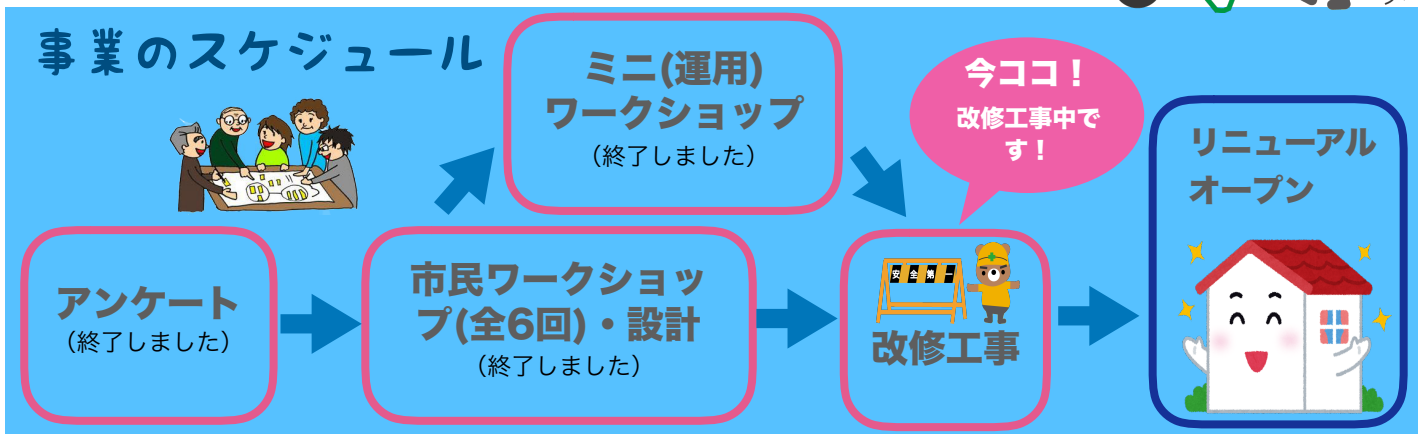 事業のスケジュール
ミニ(運用)
ワークショップ
（終了しました）
今ココ！
改修工事中で
す！
リニューアル
オープン
アンケート
（終了しました）
市民ワークショッ
プ(全6回)・設計
（終了しました）
安全第一
改修工事